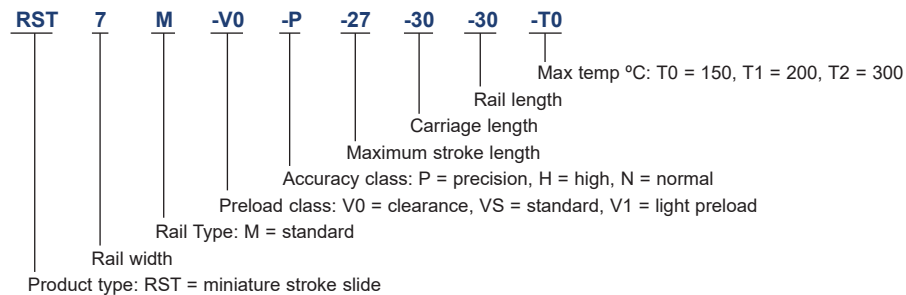 RST 7 M -V0 -P -27 -30 -30 -T0
Max temp ºC: T0 = 150, T1 = 200, T2 = 300
Rail length
Carriage length
Maximum stroke length
Accuracy class: P = precision, H = high, N = normal
Preload class: V0 = clearance, VS = standard, V1 = light preload
Rail Type: M = standard
Rail width
Product type: RST = miniature stroke slide